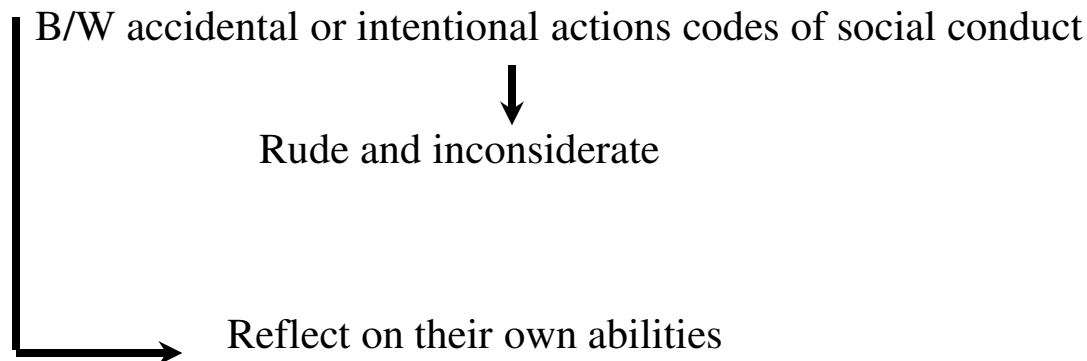 B/W accidental or intentional actions codes of social conduct
Rude and inconsiderate
Reflect on their own abilities